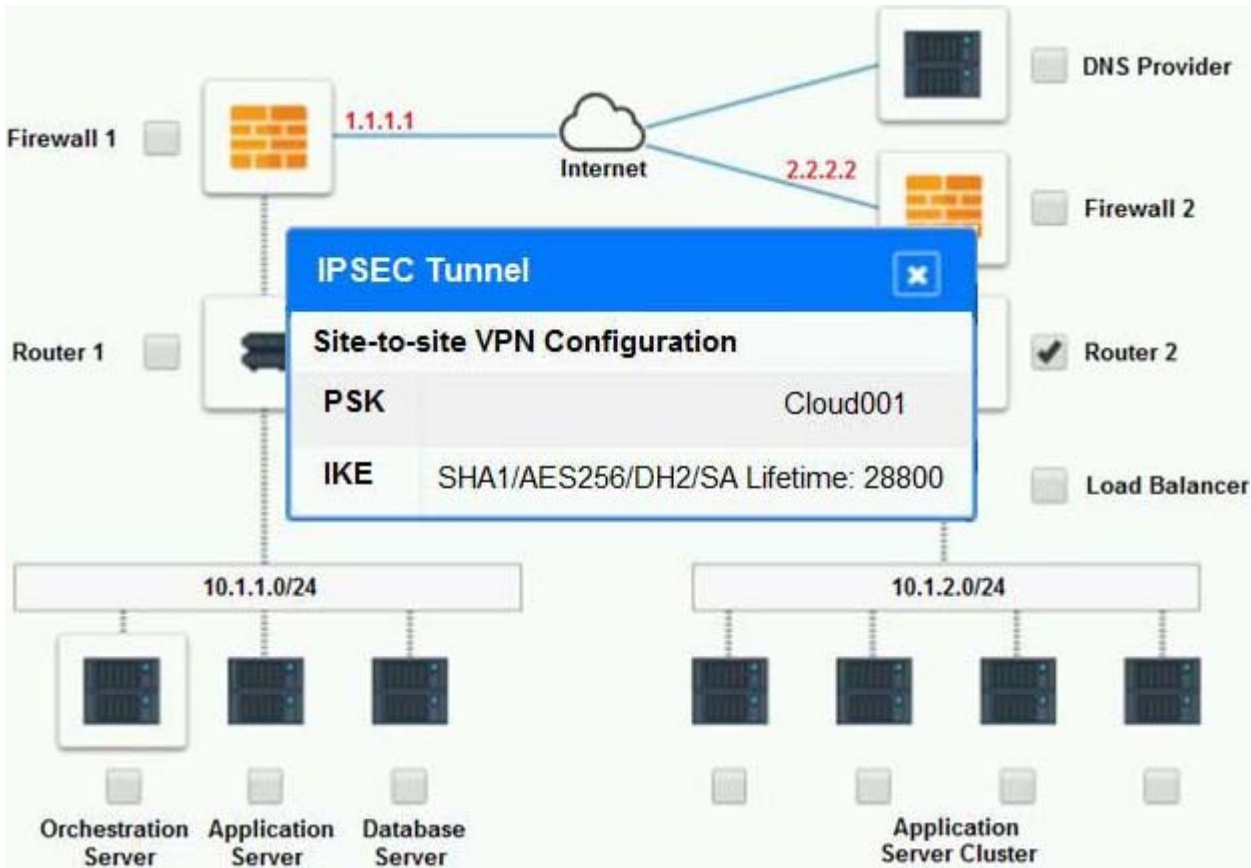 DNS Provider
Firewall 1
1.1.1.1
Internet
2.2.2.2
Firewall 2
IPSEC Tunnel
Site-to-site VPN Configuration
PSK Cloud001
IKE SHA1/AES256/DH2/SA Lifetime: 28800
Router 1
Router 2
Load Balancer
10.1.1.0/24
10.1.2.0/24
Orchestration
Server
Application
Server
Database
Server
Application
Server Cluster